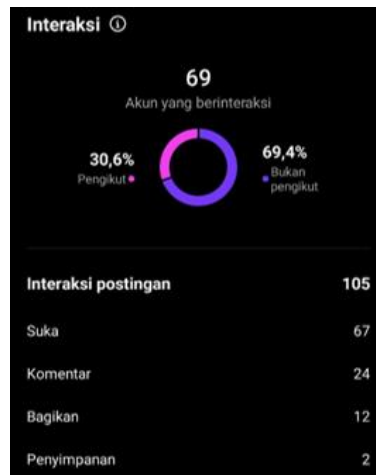 Interaksi
69
Akun yang berinteraksi
30,6%
Pengikut
69,4%
Bukan
pengikut
Interaksi postingan 105
Suka 67
Komentar 24
Bagikan 12
Penyimpanan 2